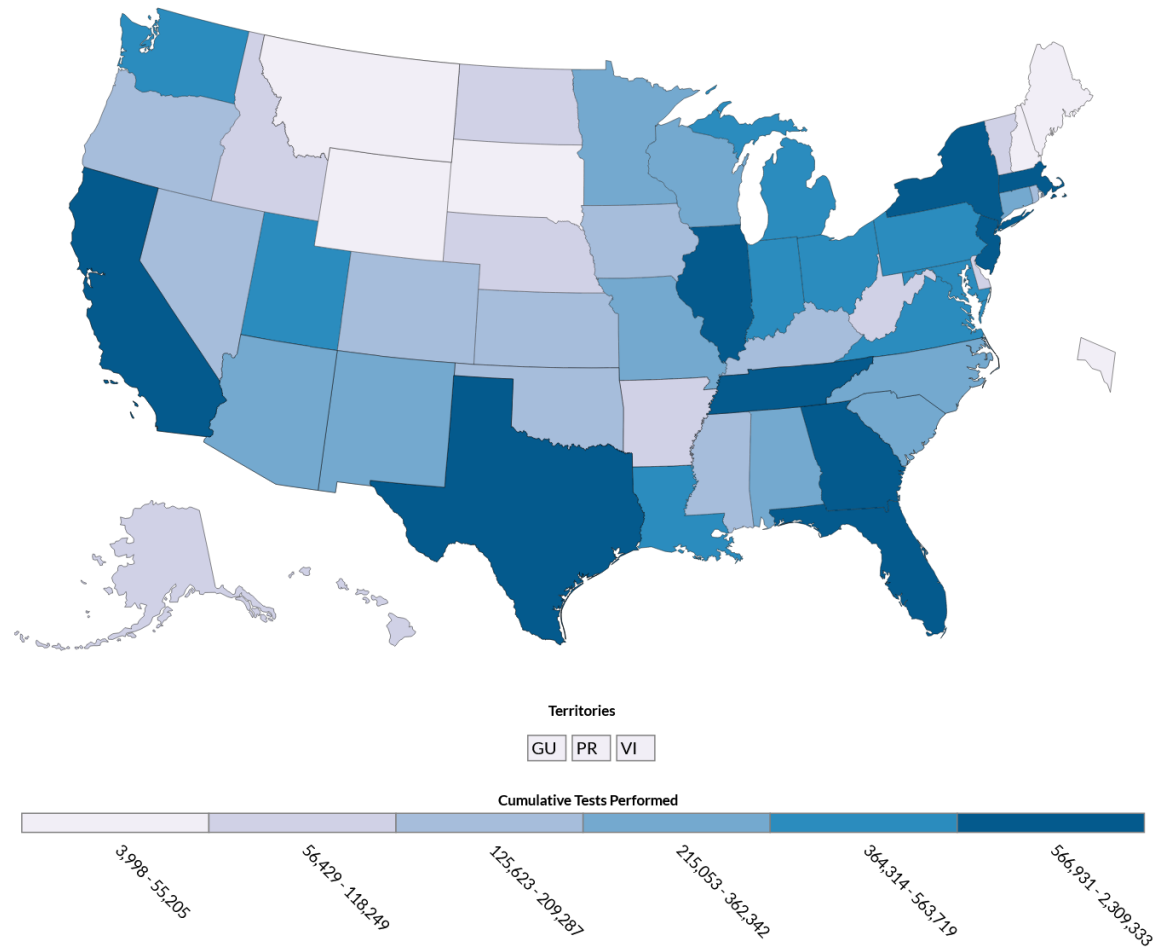 Territories
GU PR VI
Cumulative Tests Performed
3,998 - 55,205
56,429 - 118,249
125,623 - 209,287
215,053 - 362,342
364,314 - 563,719
566,931 - 2,309,333